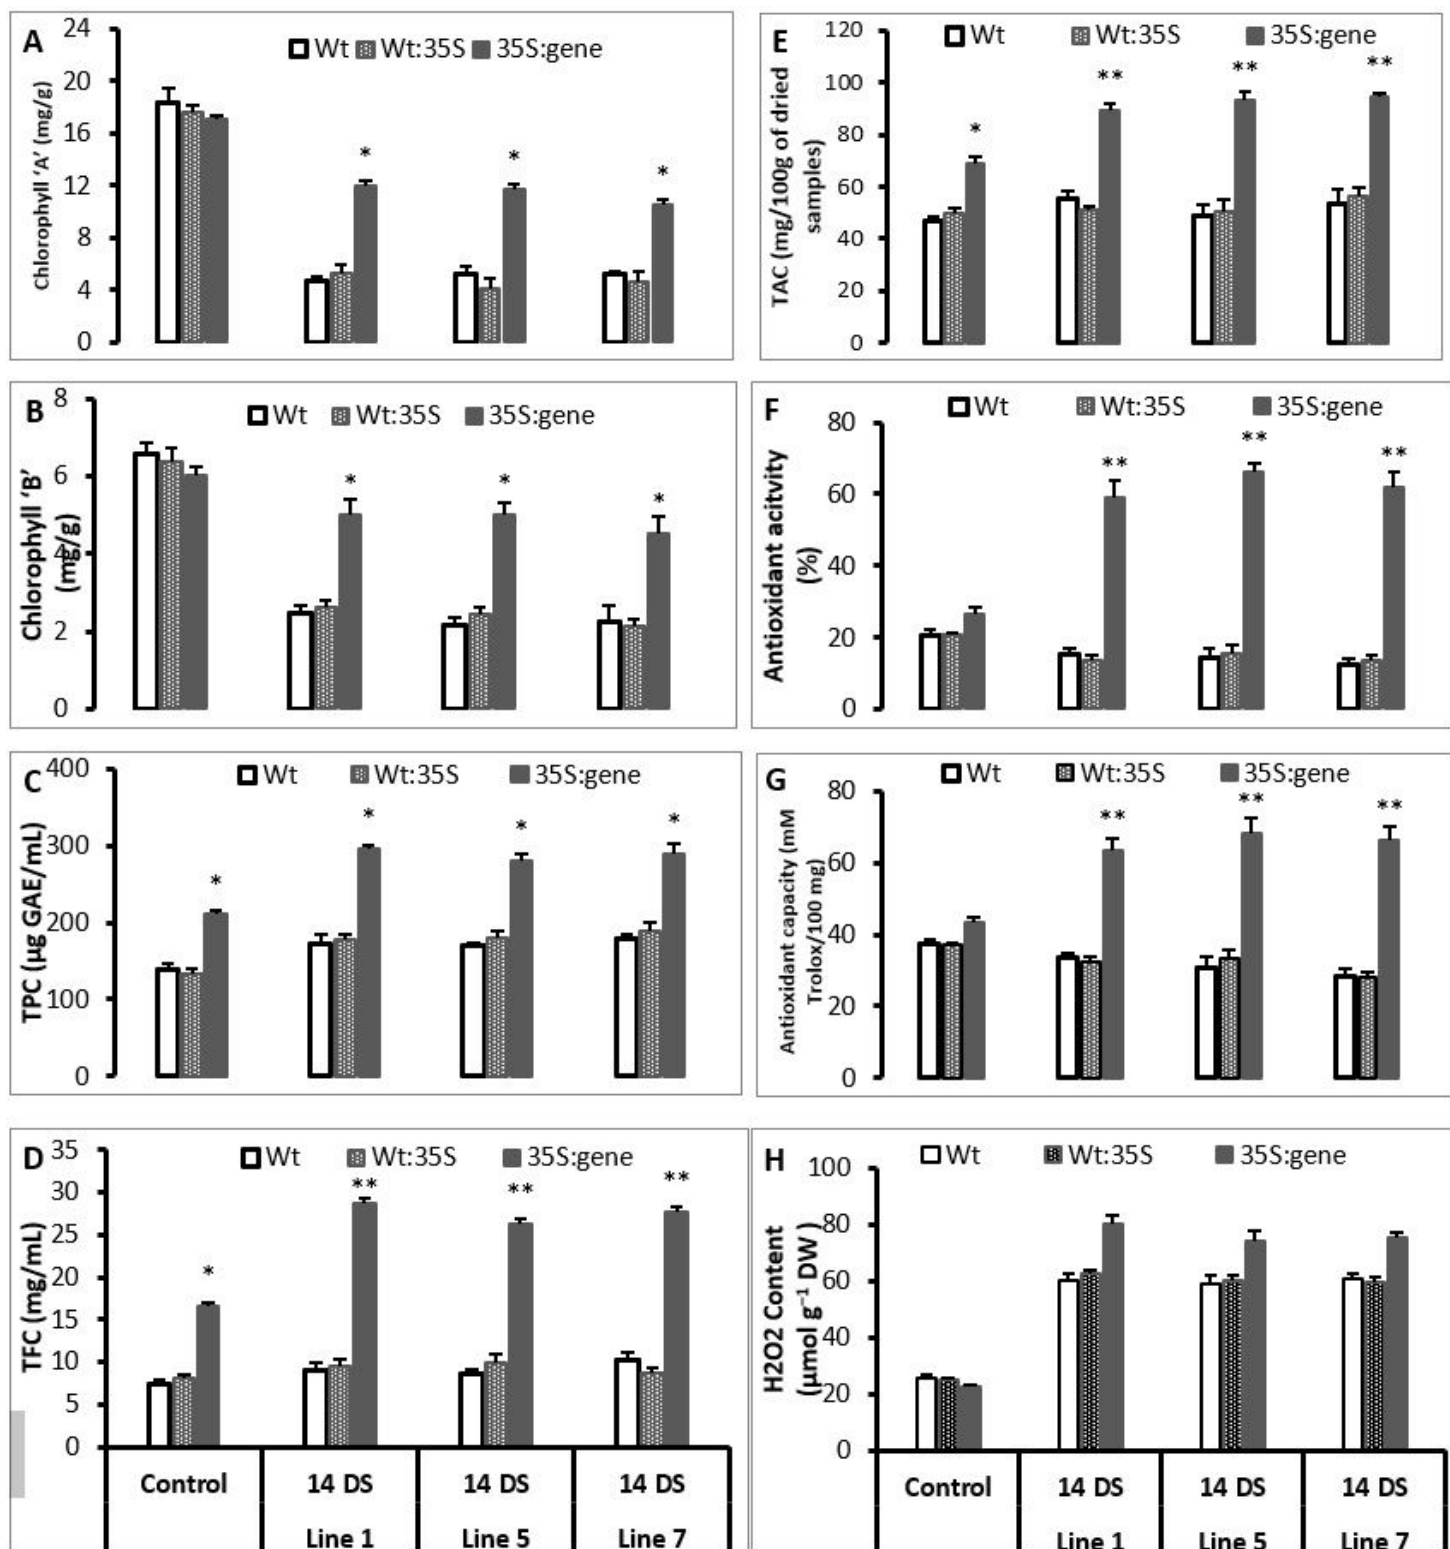 A
Wt Wt:35S 35S:gene
Chlorophyll ‘A’ (mg/g)
24
20
16
12
8
4
0
* * *
B
Wt Wt:35S 35S:gene
Chlorophyll ‘B’
(mg/g)
8
6
4
2
0
* * *
C
Wt Wt:35S 35S:gene
TPC (µg GAE/mL)
400
300
200
100
0
* * * *
D
Wt Wt:35S 35S:gene
TFC (mg/mL)
35
30
25
20
15
10
5
0
* ** ** **
Control 14 DS 14 DS 14 DS
Line 1 Line 5 Line 7
E
Wt Wt:35S 35S:gene
TAC (mg/100g of dried
samples)
120
100
80
60
40
20
0
* ** ** **
F
Wt Wt:35S 35S:gene
Antioxidant acitvity
(%)
80
60
40
20
0
** ** **
G
Wt Wt:35S 35S:gene
Antioxidant capacity (mM
Trolox/100 mg)
80
60
40
20
0
** ** **
H
Wt Wt:35S 35S:gene
H2O2 Content
(µmol g⁻¹ DW )
100
80
60
40
20
0
Control 14 DS 14 DS 14 DS
Line 1 Line 5 Line 7